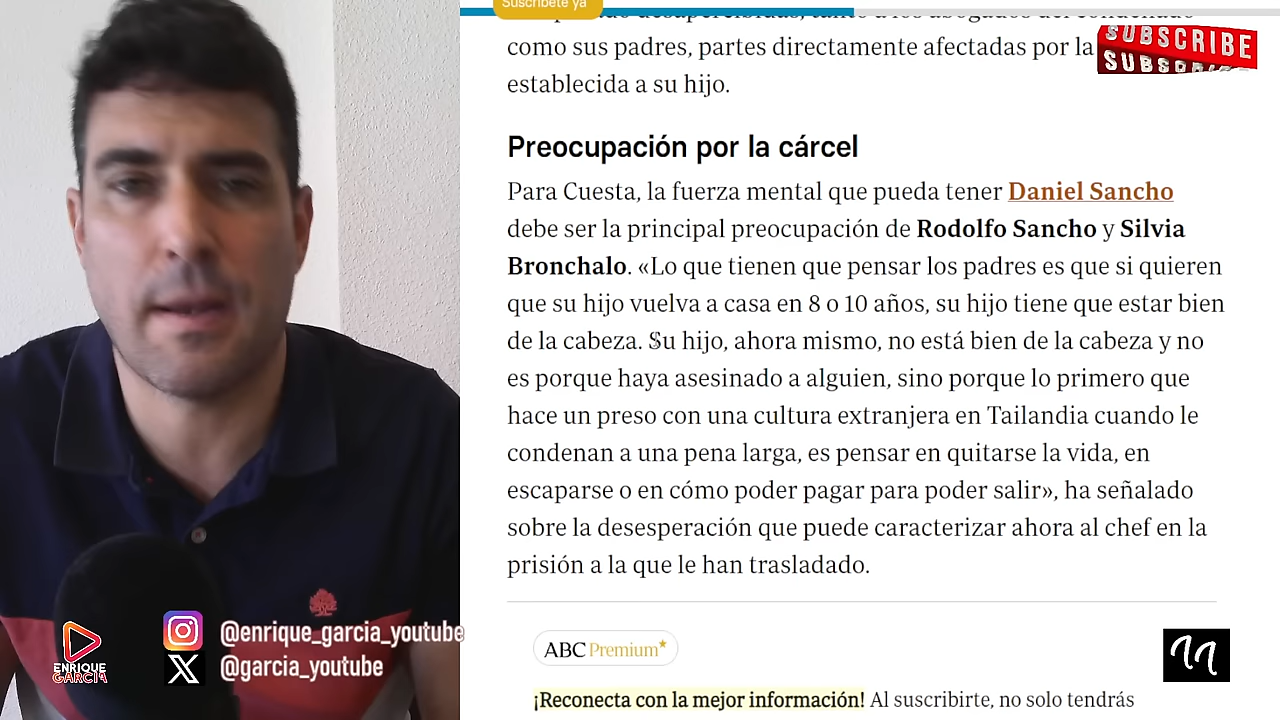 Suscríbete ya
desapercibidas, tanto a los abogados del condenado
como sus padres, partes directamente afectadas por la
establecida a su hijo.
SUBSCRIBE
SUBSCRIBE
Preocupación por la cárcel
Para Cuesta, la fuerza mental que pueda tener Daniel Sancho
debe ser la principal preocupación de Rodolfo Sancho y Silvia
Bronchalo. «Lo que tienen que pensar los padres es que si quieren
que su hijo vuelva a casa en 8 o 10 años, su hijo tiene que estar bien
de la cabeza. Su hijo, ahora mismo, no está bien de la cabeza y no
es porque haya asesinado a alguien, sino porque lo primero que
hace un preso con una cultura extranjera en Tailandia cuando le
condenan a una pena larga, es pensar en quitarse la vida, en
escaparse o en cómo poder pagar para poder salir», ha señalado
sobre la desesperación que puede caracterizar ahora al chef en la
prisión a la que le han trasladado.
ABC Premium
¡Reconecta con la mejor información! Al suscribirte, no solo tendrás
@enrique_garcia_youtube
@garcia_youtube
ENRIQUE
GARCÍA